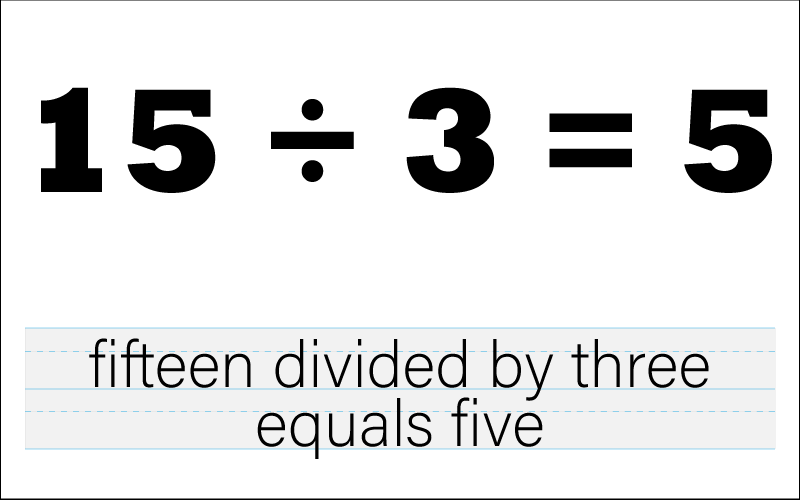 15 ÷ 3 = 5
fifteen divided by three
equals five